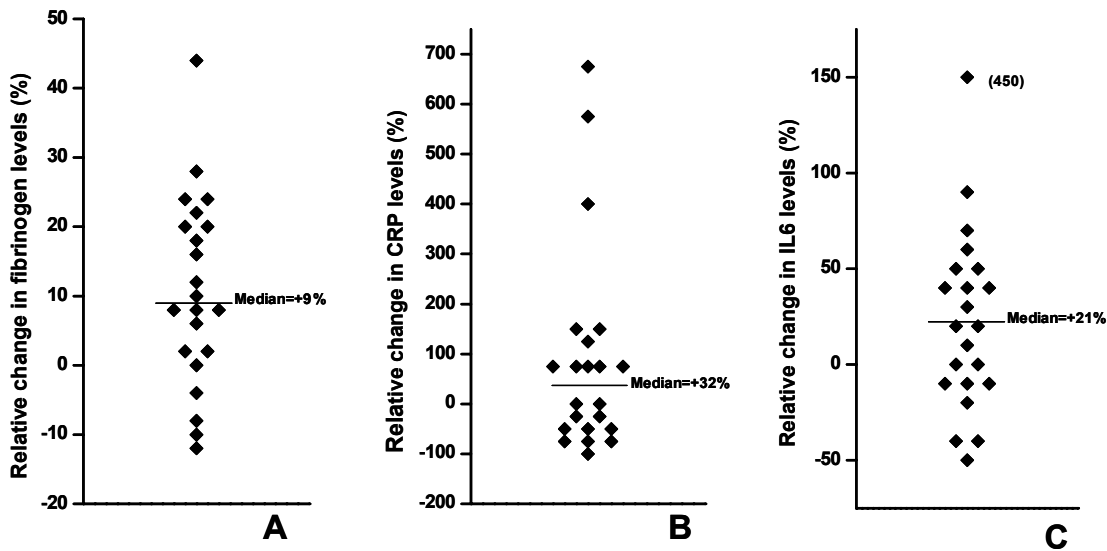 Relative change in fibrinogen levels (%)
50
40
30
20
10
0
-10
-20
Median=+9%
A
Relative change in CRP levels (%)
700
600
500
400
300
200
100
0
-100
-200
Median=+32%
B
Relative change in IL6 levels (%)
150
100
50
0
-50
(450)
Median=+21%
C